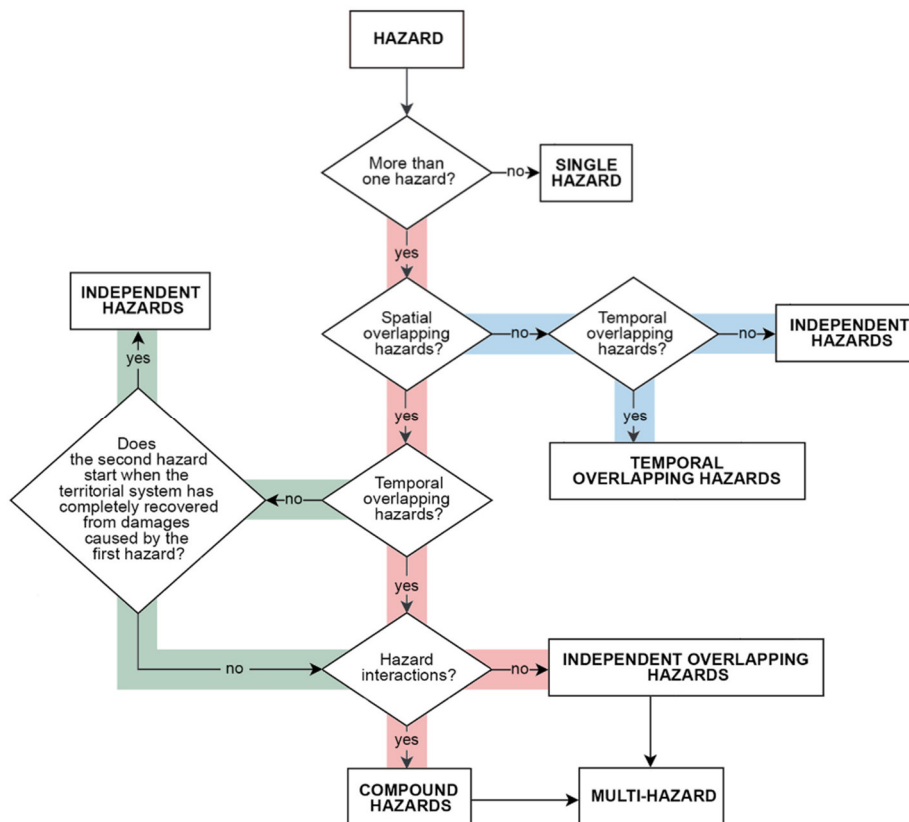 HAZARD
More than
one hazard?
no
SINGLE
HAZARD
yes
INDEPENDENT
HAZARDS
Spatial
overlapping
hazards?
no
Temporal
overlapping
hazards?
no
INDEPENDENT
HAZARDS
yes
yes
yes
Does
the second hazard
start when the
territorial system has
completely recovered
from damages
caused by the
first hazard?
no
Temporal
overlapping
hazards?
TEMPORAL
OVERLAPPING HAZARDS
yes
no
Hazard
interactions?
no
INDEPENDENT OVERLAPPING
HAZARDS
yes
COMPOUND
HAZARDS
MULTI-HAZARD